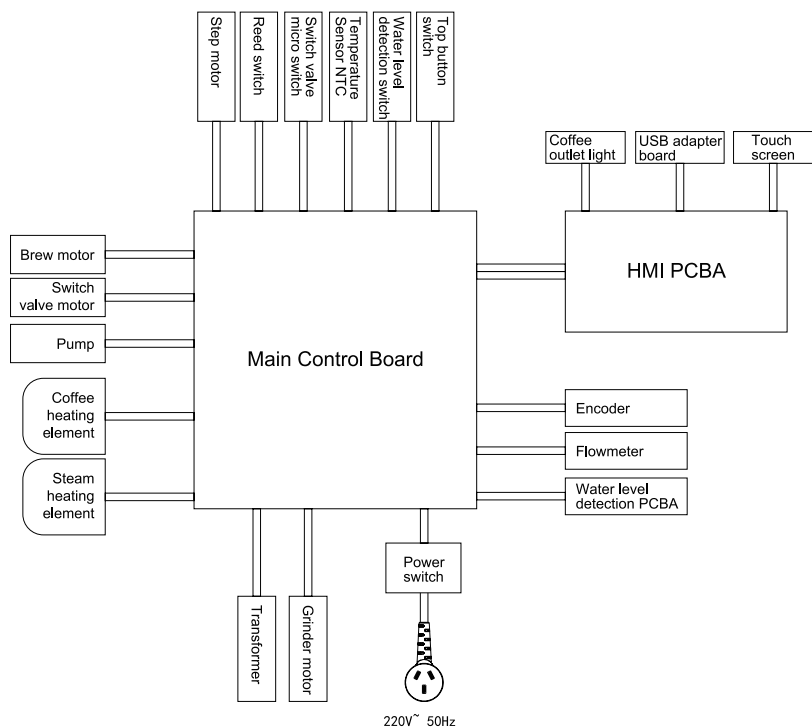 Step motor
Reed switch
Switch valve
micro switch
Temperature
Sensor NTC
Water level
detection switch
Top button
switch
Coffee
outlet light
USB adapter
board
Touch
screen
Brew motor
Switch
valve motor
Pump
Coffee
heating
element
Steam
heating
element
Main Control Board
HMI PCBA
Encoder
Flowmeter
Water level
detection PCBA
Power
switch
Transformer
Grinder motor
220V~ 50Hz